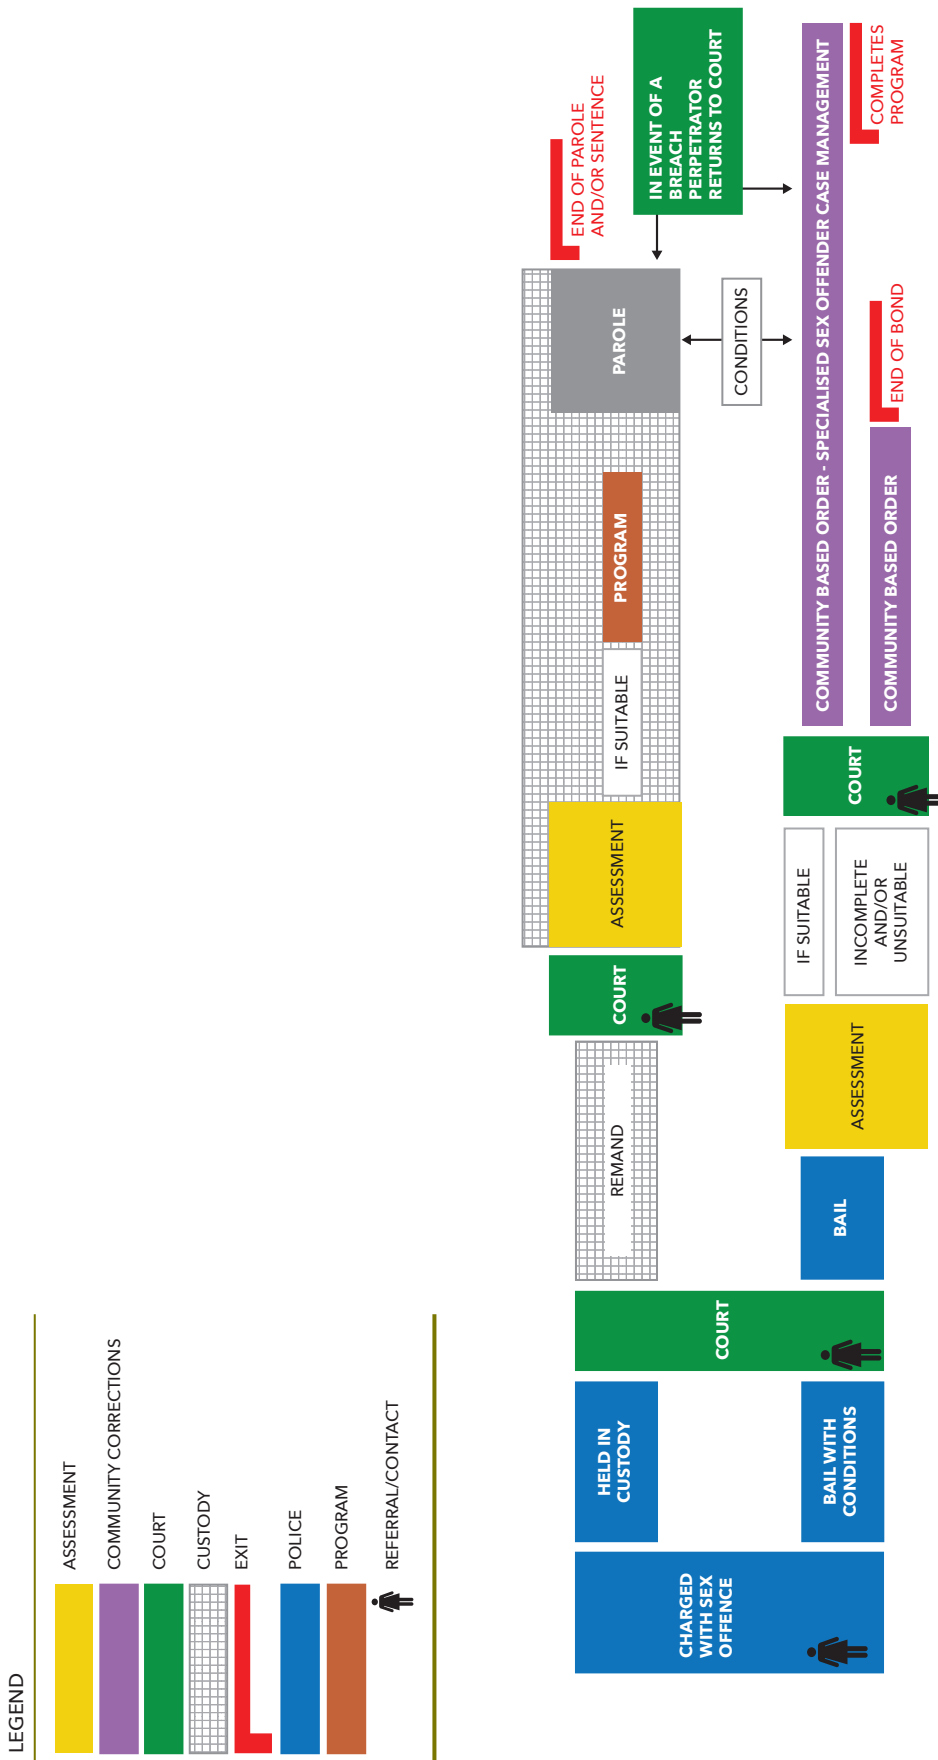 LEGEND
ASSESSMENT
COMMUNITY CORRECTIONS
COURT
CUSTODY
EXIT
POLICE
PROGRAM
REFERRAL/CONTACT
CHARGED
WITH SEX
OFFENCE
HELD IN
CUSTODY
BAIL WITH
CONDITIONS
COURT
REMAND
BAIL
COURT
ASSESSMENT
ASSESSMENT
IF SUITABLE
INCOMPLETE
AND/OR
UNSUITABLE
COURT
IF SUITABLE
PROGRAM
PAROLE
END OF PAROLE
AND/OR SENTENCE
IN EVENT OF A
BREACH
PERPETRATOR
RETURNS TO COURT
CONDITIONS
COMMUNITY BASED ORDER - SPECIALISED SEX OFFENDER CASE MANAGEMENT
COMPLETES
PROGRAM
COMMUNITY BASED ORDER
END OF BOND